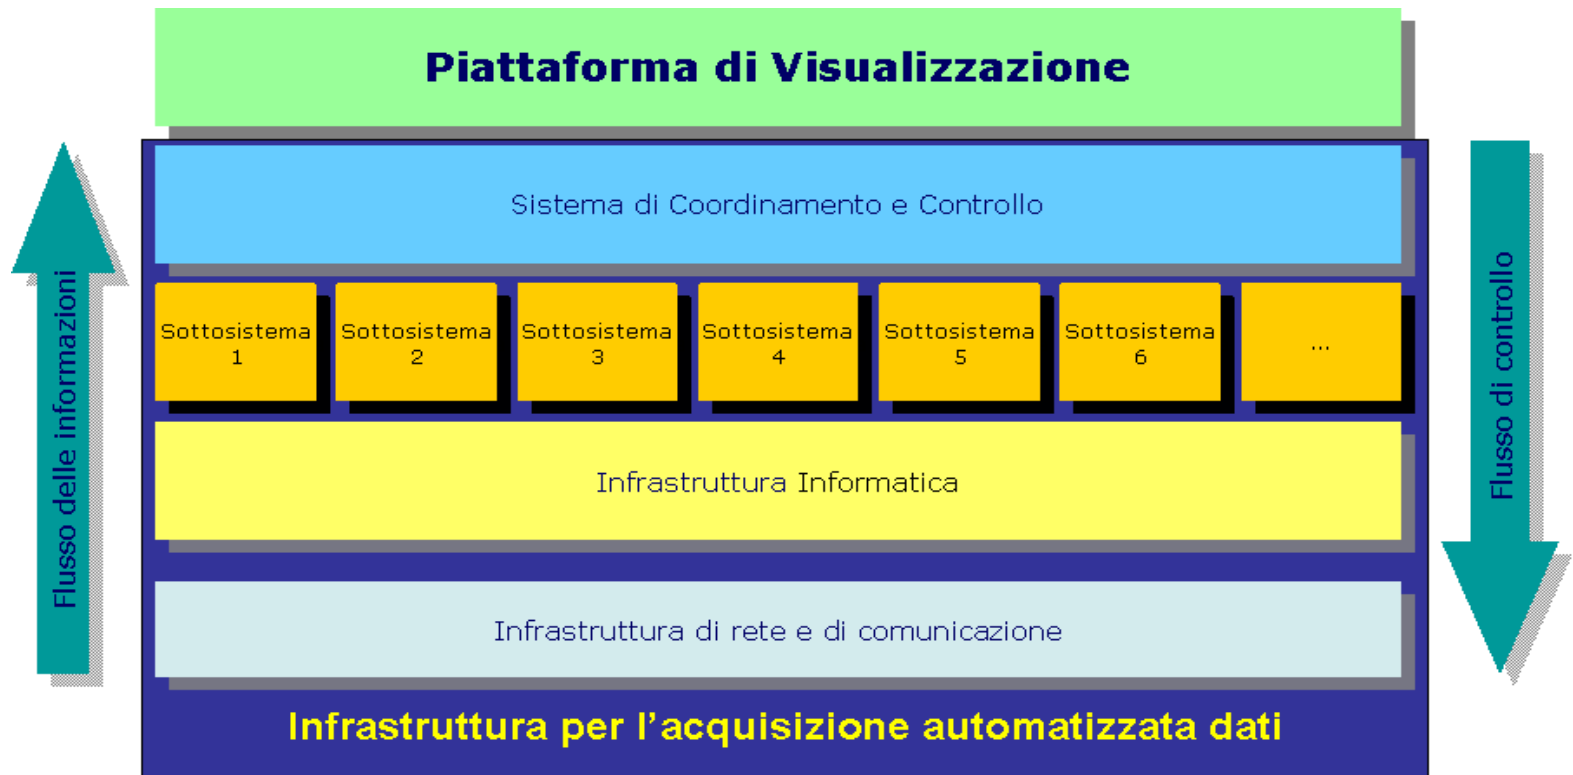 Piattaforma di Visualizzazione
Sistema di Coordinamento e Controllo
Sottosistema
1
Sottosistema
2
Sottosistema
3
Sottosistema
4
Sottosistema
5
Sottosistema
6
...
Infrastruttura Informatica
Infrastruttura di rete e di comunicazione
Infrastruttura per l’acquisizione automatizzata dati
Flusso delle informazioni
Flusso di controllo